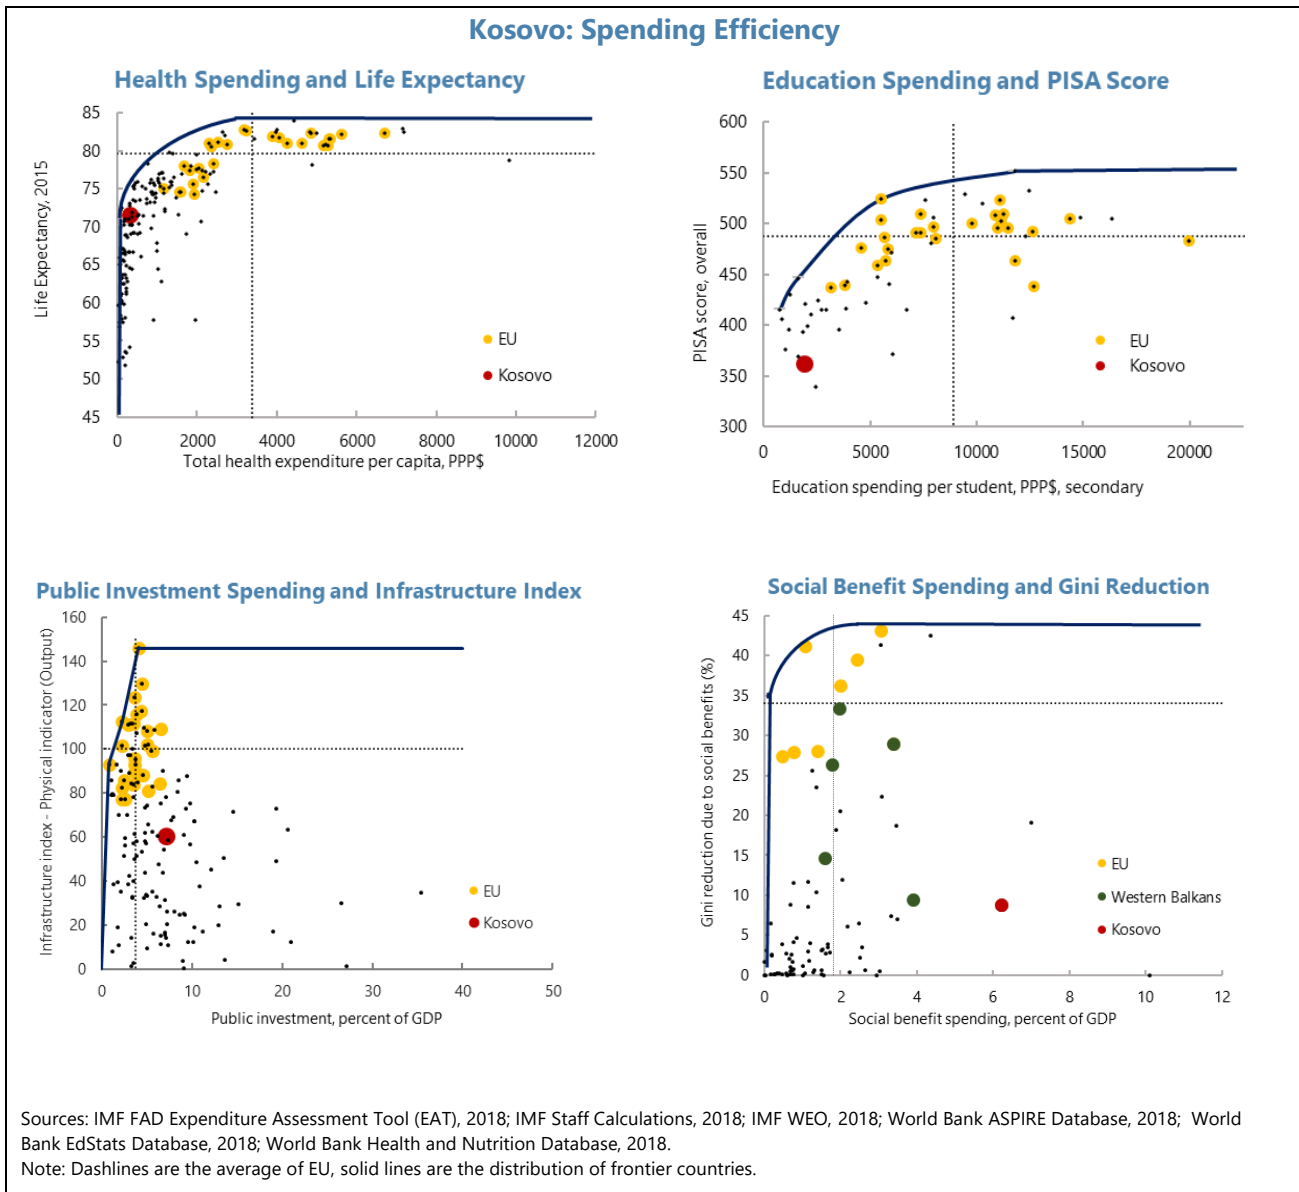 Kosovo: Spending Efficiency
Health Spending and Life Expectancy
Life Expectancy, 2015
85
80
75
70
65
60
55
50
45
EU
Kosovo
0 2000 4000 6000 8000 10000 12000
Total health expenditure per capita, PPP$
Education Spending and PISA Score
PISA score, overall
600
550
500
450
400
350
300
EU
Kosovo
0 5000 10000 15000 20000
Education spending per student, PPP$, secondary
Public Investment Spending and Infrastructure Index
Infrastructure index - Physical indicator (Output)
160
140
120
100
80
60
40
20
0
EU
Kosovo
0 10 20 30 40 50
Public investment, percent of GDP
Social Benefit Spending and Gini Reduction
Gini reduction due to social benefits (%)
45
40
35
30
25
20
15
10
5
0
EU
Western Balkans
Kosovo
0 2 4 6 8 10 12
Social benefit spending, percent of GDP
Sources: IMF FAD Expenditure Assessment Tool (EAT), 2018; IMF Staff Calculations, 2018; IMF WEO, 2018; World Bank ASPIRE Database, 2018; World
Bank EdStats Database, 2018; World Bank Health and Nutrition Database, 2018.
Note: Dashlines are the average of EU, solid lines are the distribution of frontier countries.